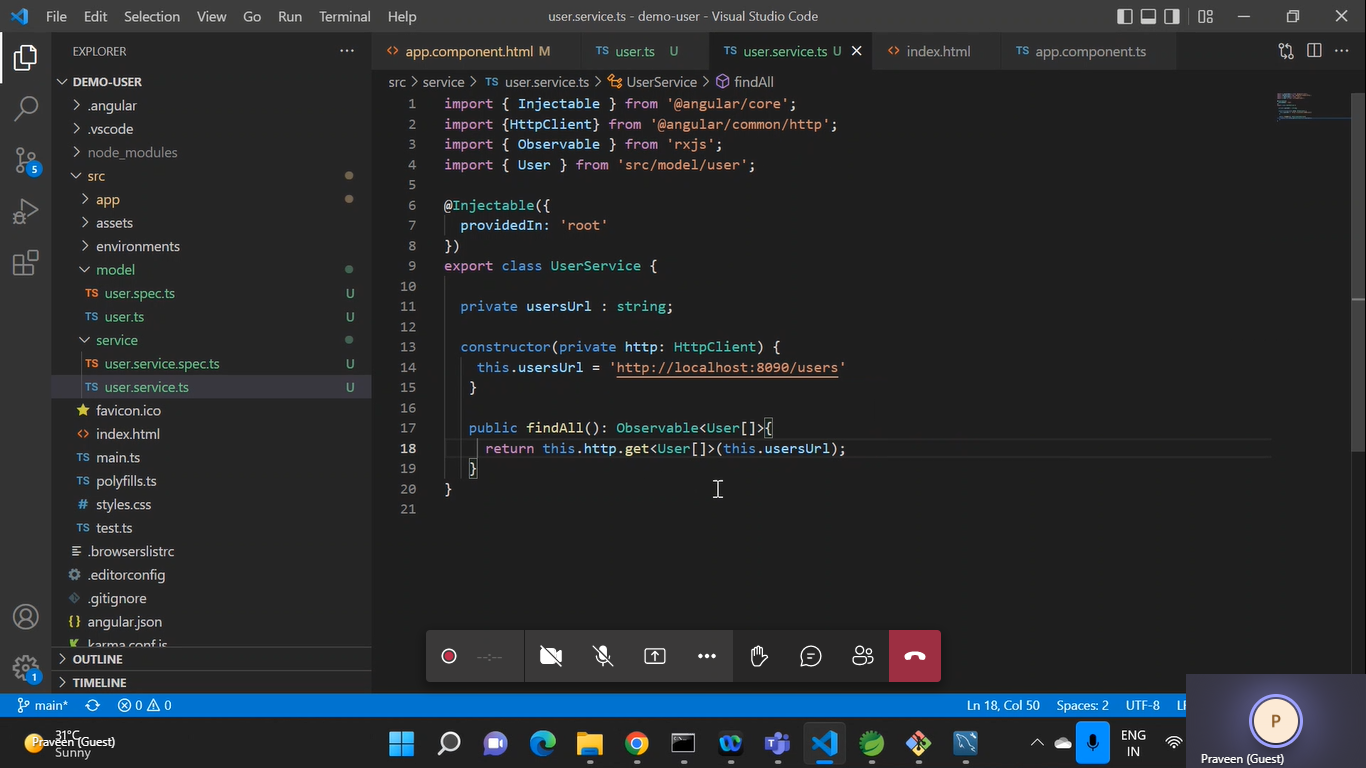 File Edit Selection View Go Run Terminal Help
user.service.ts - demo-user - Visual Studio Code
EXPLORER
DEMO-USER
.angular
.vscode
node_modules
src
app
assets
environments
model
TS user.spec.ts U
TS user.ts U
service
TS user.service.spec.ts U
TS user.service.ts U
favicon.ico
index.html
TS main.ts
TS polyfills.ts
# styles.css
TS test.ts
.browserslistrc
.editorconfig
.gitignore
{} angular.json
karma.conf.js
OUTLINE
TIMELINE
5
1
app.component.html M
TS user.ts U
TS user.service.ts U
index.html
TS app.component.ts
src > service > TS user.service.ts > UserService > findAll
1 import { Injectable } from '@angular/core';
2 import {HttpClient} from '@angular/common/http';
3 import { Observable } from 'rxjs';
4 import { User } from 'src/model/user';
5
6 @Injectable({
7 providedIn: 'root'
8 })
9 export class UserService {
10
11 private usersUrl : string;
12
13 constructor(private http: HttpClient) {
14 this.usersUrl = 'http://localhost:8090/users'
15 }
16
17 public findAll(): Observable<User[]>{
18 return this.http.get<User[]>(this.usersUrl);
19 }
20 }
21
--:--
main* 0 0
Ln 18, Col 50 Spaces: 2 UTF-8
31°C
Sunny
Praveen (Guest)
ENG
IN
P
Praveen (Guest)